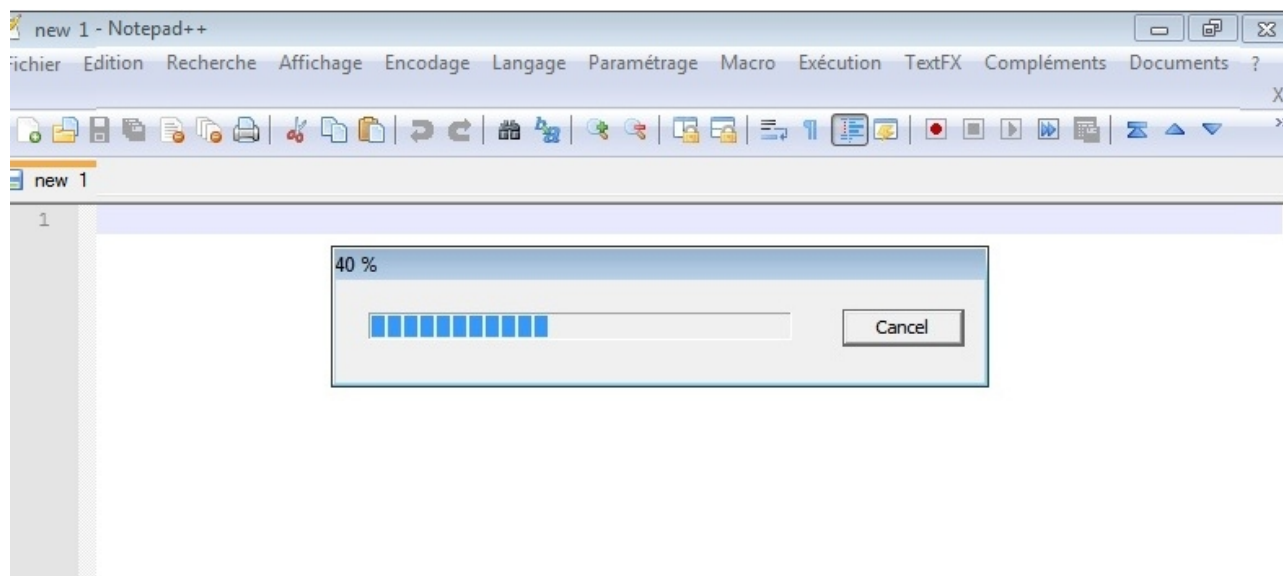 new 1 - Notepad++
Fichier Edition Recherche Affichage Encodage Langage Paramétrage Macro Exécution TextFX Compléments Documents ?
X
new 1
1
40 %
Cancel